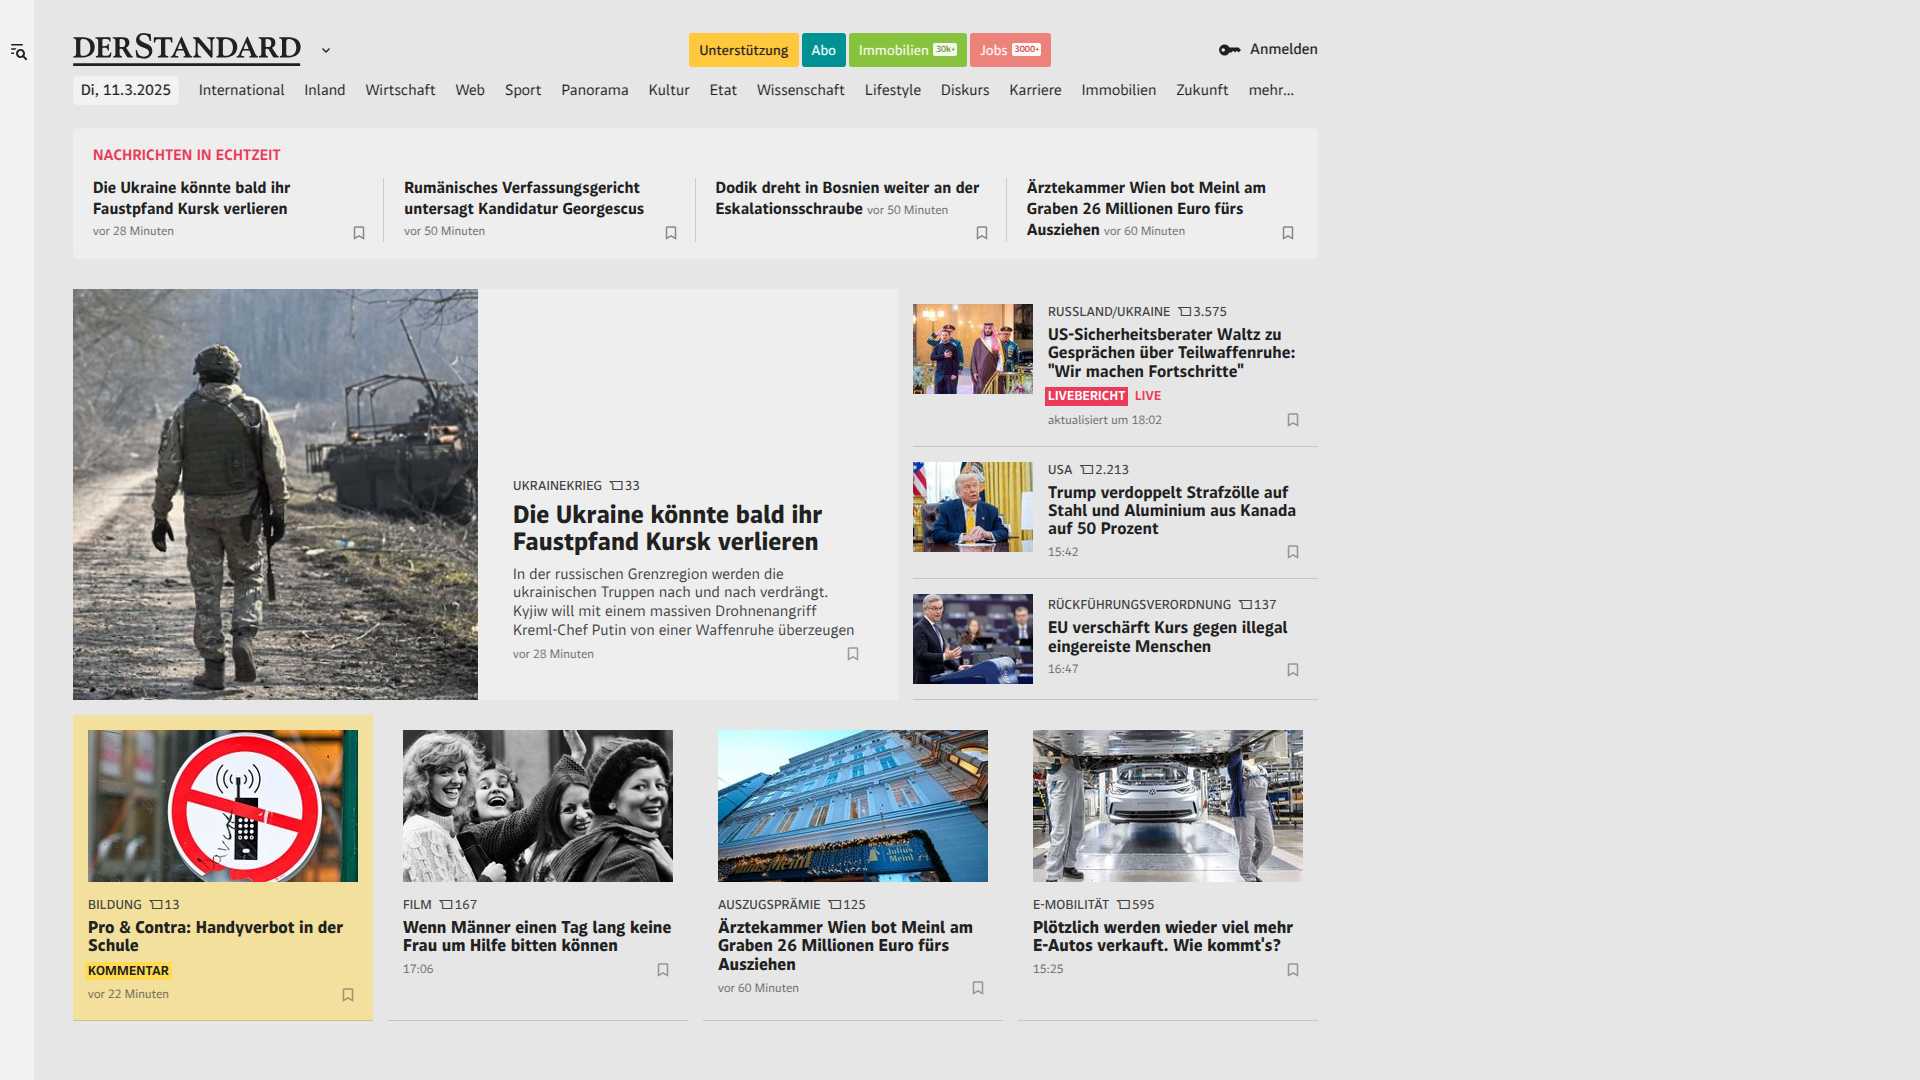 DERSTANDARD
Unterstützung
Abo
Immobilien 30k+
Jobs 3000+
Anmelden
Di, 11.3.2025
International
Inland
Wirtschaft
Web
Sport
Panorama
Kultur
Etat
Wissenschaft
Lifestyle
Diskurs
Karriere
Immobilien
Zukunft
mehr...
NACHRICHTEN IN ECHTZEIT
Die Ukraine könnte bald ihr
Faustpfand Kursk verlieren
vor 28 Minuten
Rumänisches Verfassungsgericht
untersagt Kandidatur Georgescus
vor 50 Minuten
Dodik dreht in Bosnien weiter an der
Eskalationsschraube vor 50 Minuten
Ärztekammer Wien bot Meinl am
Graben 26 Millionen Euro fürs
Ausziehen vor 60 Minuten
UKRAINEKRIEG 33
Die Ukraine könnte bald ihr
Faustpfand Kursk verlieren
In der russischen Grenzregion werden die
ukrainischen Truppen nach und nach verdrängt.
Kyjiw will mit einem massiven Drohnenangriff
Kreml-Chef Putin von einer Waffenruhe überzeugen
vor 28 Minuten
RUSSLAND/UKRAINE 3.575
US-Sicherheitsberater Waltz zu
Gesprächen über Teilwaffenruhe:
"Wir machen Fortschritte"
LIVEBERICHT LIVE
aktualisiert um 18:02
USA 2.213
Trump verdoppelt Strafzölle auf
Stahl und Aluminium aus Kanada
auf 50 Prozent
15:42
RÜCKFÜHRUNGSVERORDNUNG 137
EU verschärft Kurs gegen illegal
eingereiste Menschen
16:47
BILDUNG 13
Pro & Contra: Handyverbot in der
Schule
KOMMENTAR
vor 22 Minuten
FILM 167
Wenn Männer einen Tag lang keine
Frau um Hilfe bitten können
17:06
Julius
Meinl
AUSZUGSPRÄMIE 125
Ärztekammer Wien bot Meinl am
Graben 26 Millionen Euro fürs
Ausziehen
vor 60 Minuten
E-MOBILITÄT 595
Plötzlich werden wieder viel mehr
E-Autos verkauft. Wie kommt's?
15:25